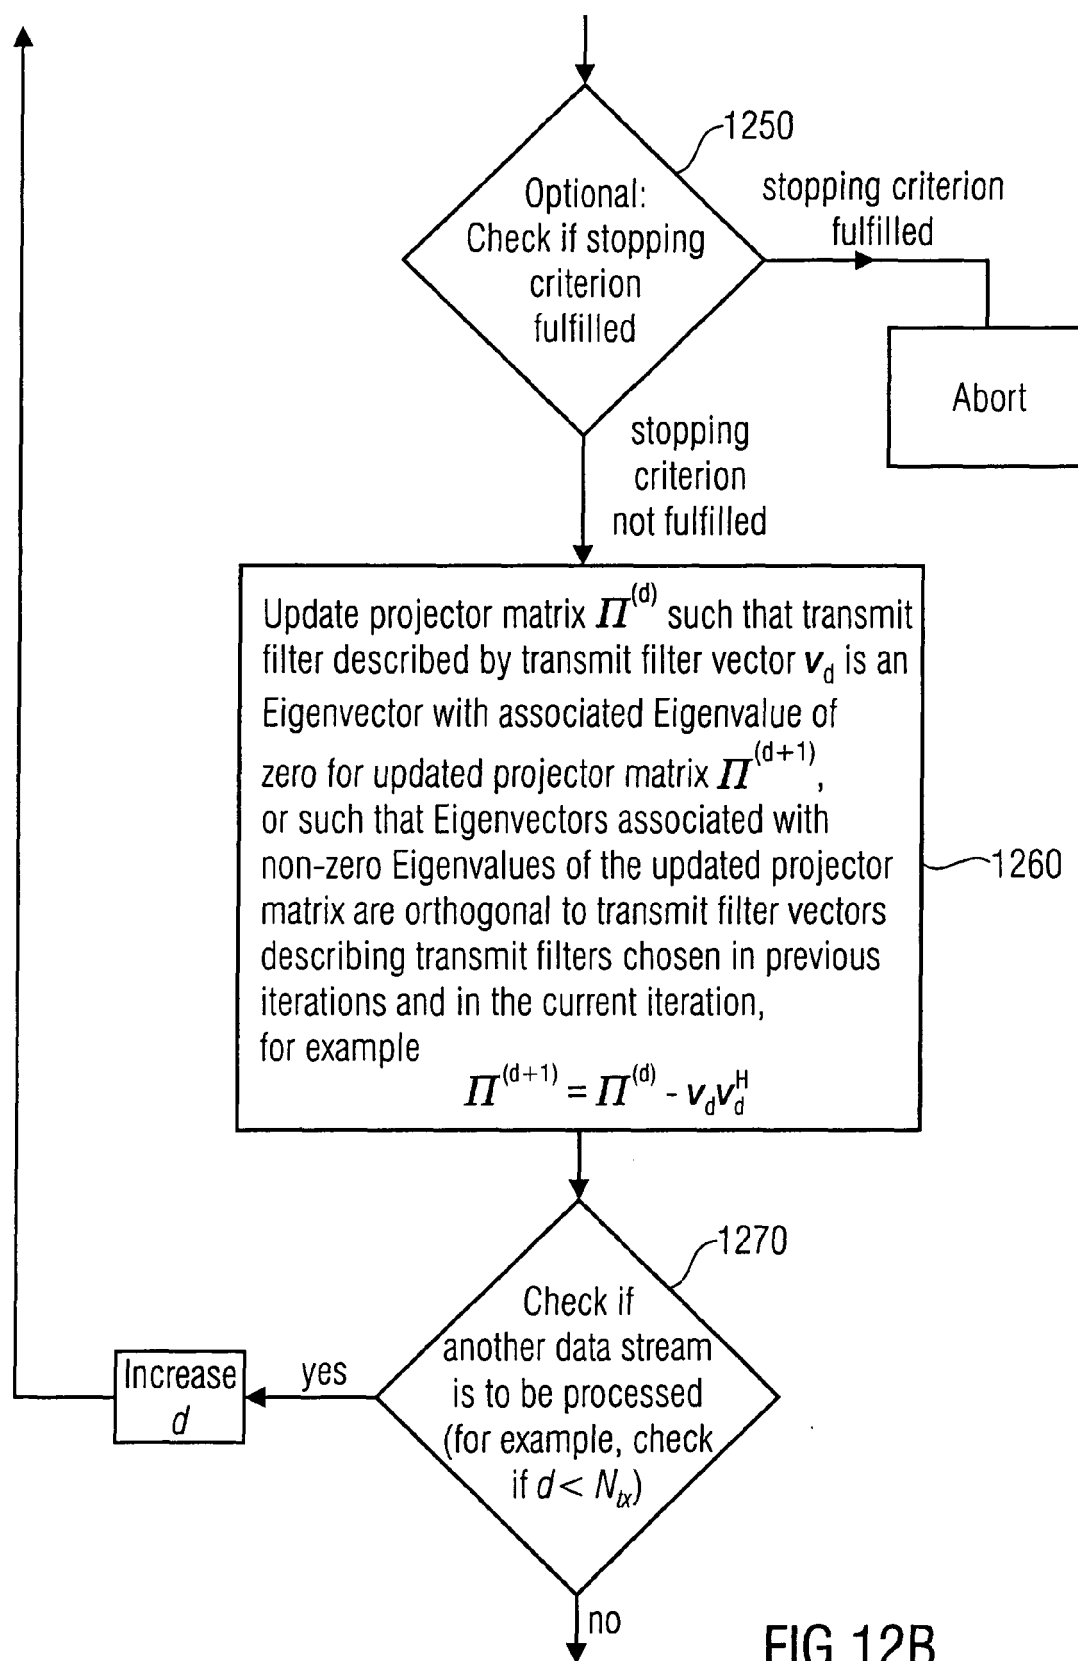 1250
Optional:
Check if stopping
criterion
fulfilled
stopping criterion
fulfilled
Abort
stopping
criterion
not fulfilled
Update projector matrix Π^(d) such that transmit
filter described by transmit filter vector v_d is an
Eigenvector with associated Eigenvalue of
zero for updated projector matrix Π^(d+1),
or such that Eigenvectors associated with
non-zero Eigenvalues of the updated projector
matrix are orthogonal to transmit filter vectors
describing transmit filters chosen in previous
iterations and in the current iteration,
for example
Π^(d+1) = Π^(d) - v_d v_d^H
1260
1270
Check if
another data stream
is to be processed
(for example, check
if d < N_tx)
yes
Increase
d
no
FIG 12B